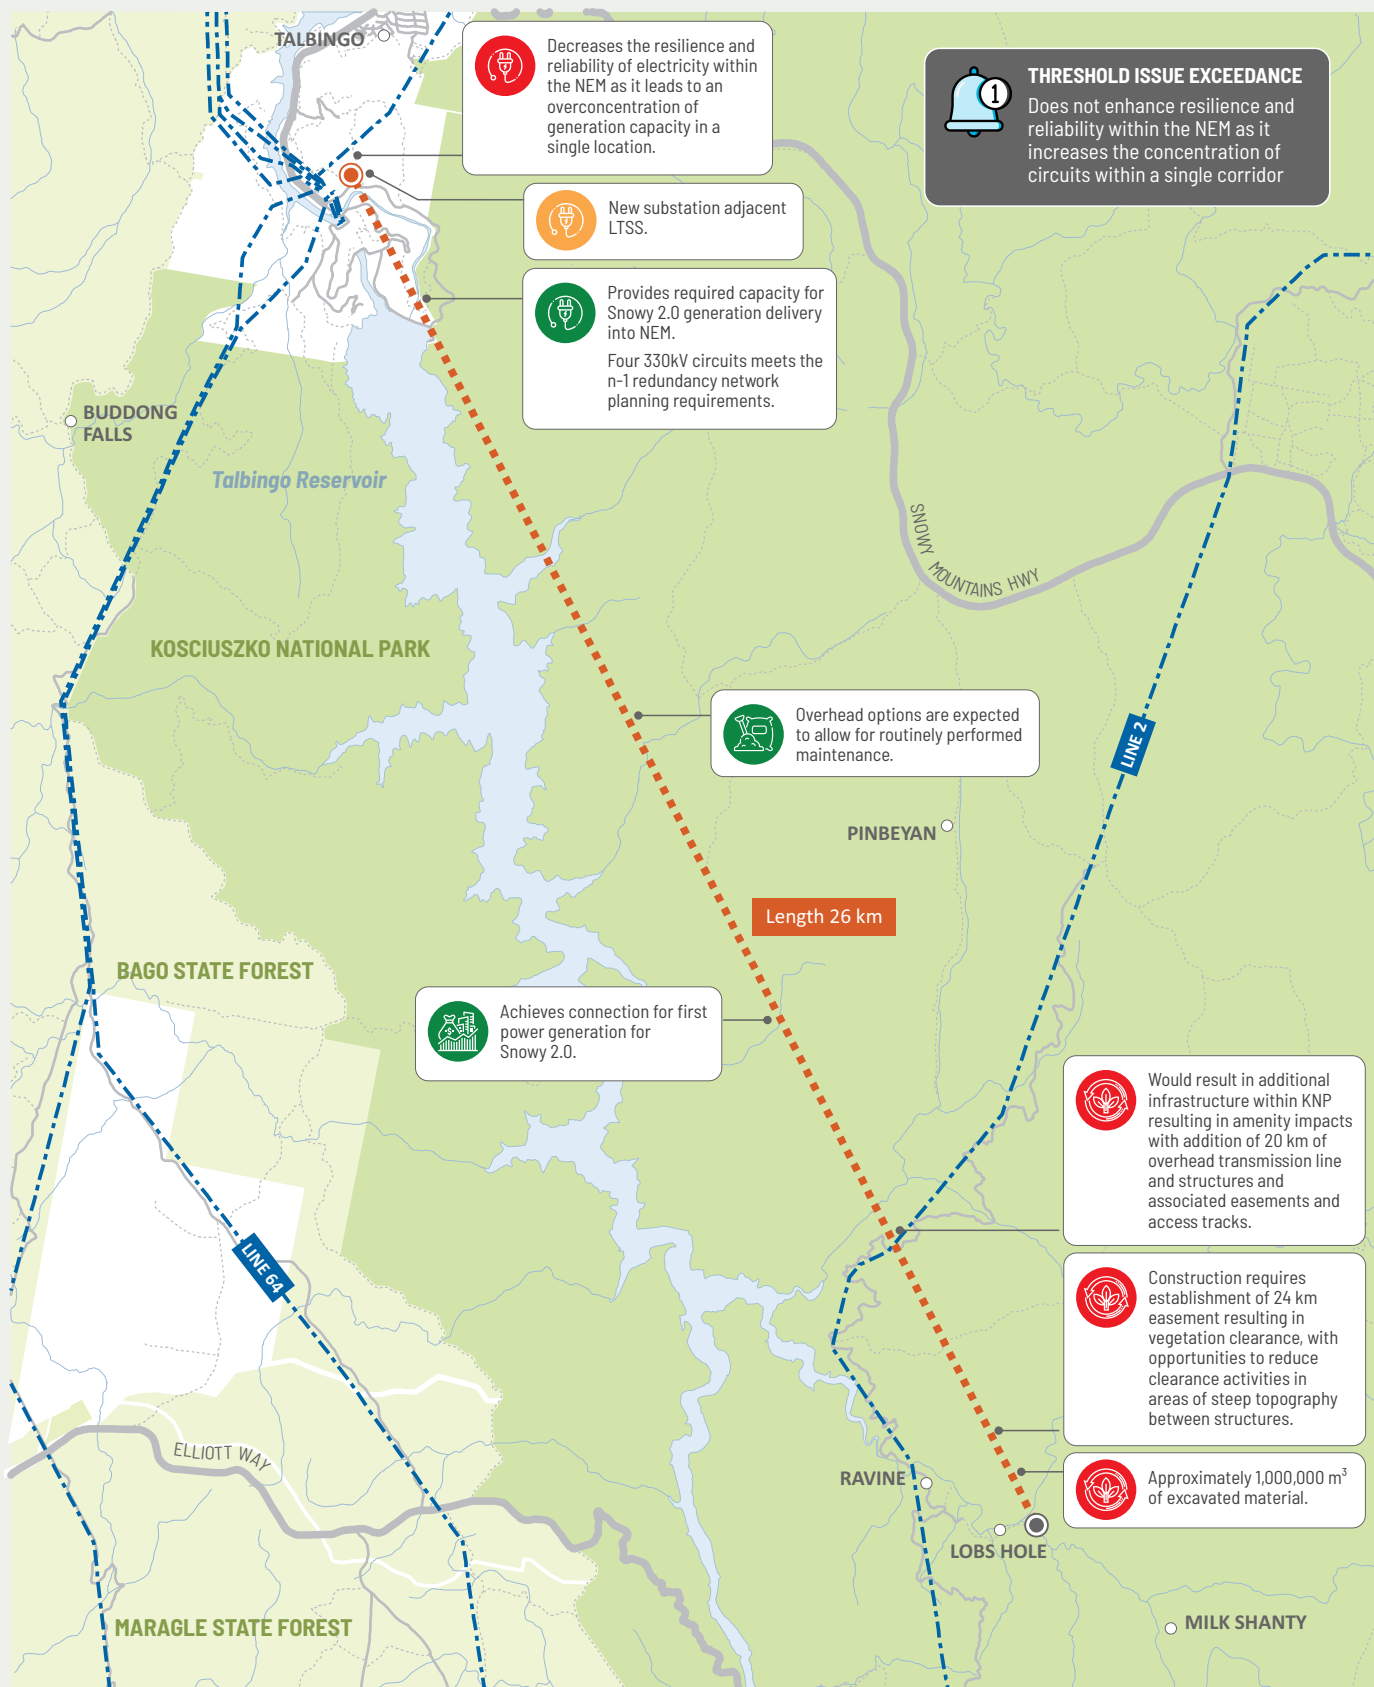 TALBINGO
Decreases the resilience and
reliability of electricity within
the NEM as it leads to an
overconcentration of
generation capacity in a
single location.
1
THRESHOLD ISSUE EXCEEDANCE
Does not enhance resilience and
reliability within the NEM as it
increases the concentration of
circuits within a single corridor
New substation adjacent
LTSS.
Provides required capacity for
Snowy 2.0 generation delivery
into NEM.
Four 330kV circuits meets the
n-1 redundancy network
planning requirements.
BUDDONG
FALLS
Talbingo Reservoir
SNOWY MOUNTAINS HWY
KOSCIUSZKO NATIONAL PARK
Overhead options are expected
to allow for routinely performed
maintenance.
LINE 2
PINBEYAN
Length 26 km
BAGO STATE FOREST
Achieves connection for first
power generation for
Snowy 2.0.
Would result in additional
infrastructure within KNP
resulting in amenity impacts
with addition of 20 km of
overhead transmission line
and structures and
associated easements and
access tracks.
LINE 64
Construction requires
establishment of 24 km
easement resulting in
vegetation clearance, with
opportunities to reduce
clearance activities in
areas of steep topography
between structures.
ELLIOTT WAY
RAVINE
Approximately 1,000,000 m³
of excavated material.
LOBS HOLE
MARAGLE STATE FOREST
MILK SHANTY